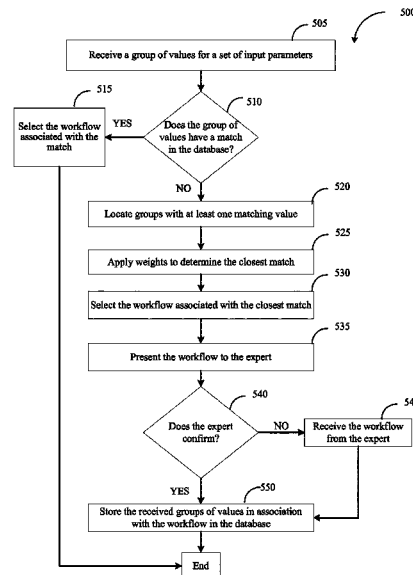 500
505
Receive a group of values for a set of input parameters
510
515
Does the group of
values have a match
in the database?
YES
Select the workflow
associated with the
match
NO
520
Locate groups with at least one matching value
525
Apply weights to determine the closest match
530
Select the workflow associated with the closest match
535
Present the workflow to the expert
540
Does the expert
confirm?
NO
54
Receive the workflow
from the expert
YES
550
Store the received groups of values in association
with the workflow in the database
End